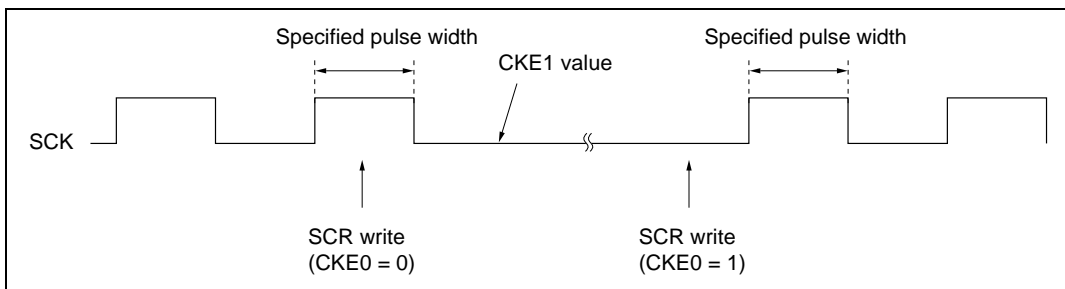 Specified pulse width
Specified pulse width
CKE1 value
SCK
SCR write
(CKE0 = 0)
SCR write
(CKE0 = 1)